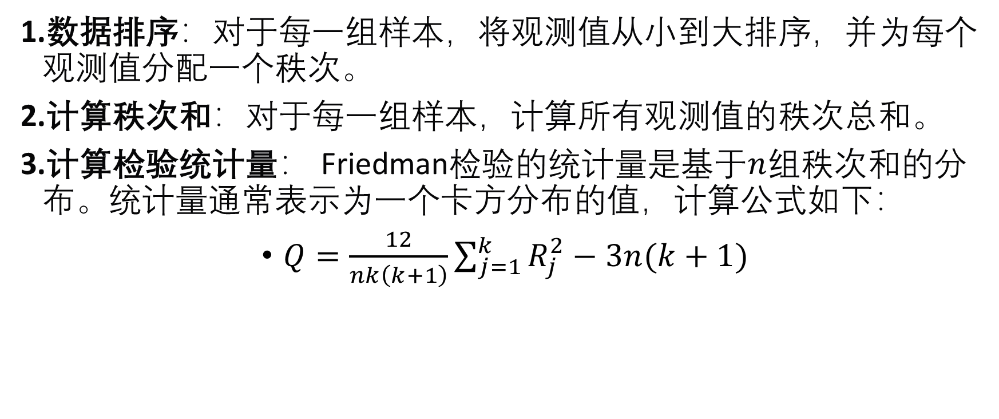 1.数据排序：对于每一组样本，将观测值从小到大排序，并为每个
观测值分配一个秩次。
2.计算秩次和：对于每一组样本，计算所有观测值的秩次总和。
3.计算检验统计量： Friedman检验的统计量是基于n组秩次和的分
布。统计量通常表示为一个卡方分布的值，计算公式如下：
• Q = \frac{12}{nk(k+1)} \sum_{j=1}^{k} R_j^2 − 3n(k + 1)